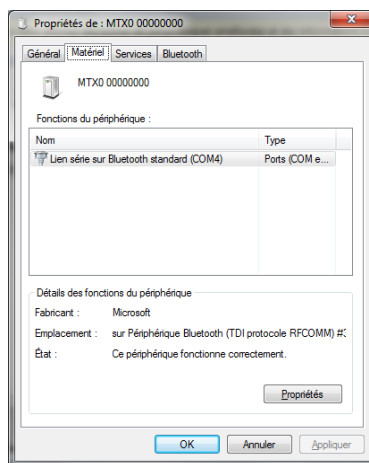 Propriétés de : MTX0 00000000
Général Matériel Services Bluetooth
MTX0 00000000
Fonctions du périphérique :
Nom Type
Lien série sur Bluetooth standard (COM4) Ports (COM e...
Détails des fonctions du périphérique
Fabricant : Microsoft
Emplacement : sur Périphérique Bluetooth (TDI protocole RFCOMM) #
État : Ce périphérique fonctionne correctement.
Propriétés
OK Annuler Appliquer